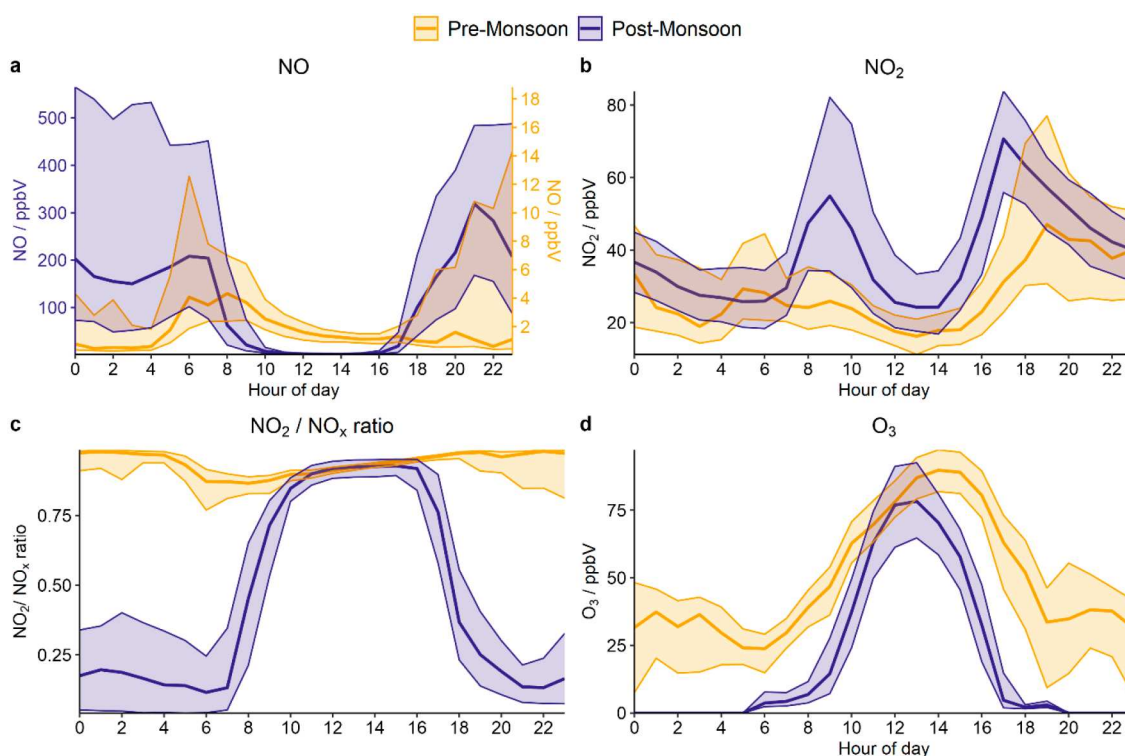 Pre-Monsoon Post-Monsoon
a NO
NO / ppbV
500
400
300
200
100
18
16
14
12
10
8
6
4
2
NO / ppbV
0 2 4 6 8 10 12 14 16 18 20 22
Hour of day
b NO₂
NO₂ / ppbV
80
60
40
20
0 2 4 6 8 10 12 14 16 18 20 22
Hour of day
c NO₂ / NOₓ ratio
NO₂/ NOₓ ratio
0.75
0.50
0.25
0 2 4 6 8 10 12 14 16 18 20 22
d O₃
O₃ / ppbV
75
50
25
0
0 2 4 6 8 10 12 14 16 18 20 22
Hour of day